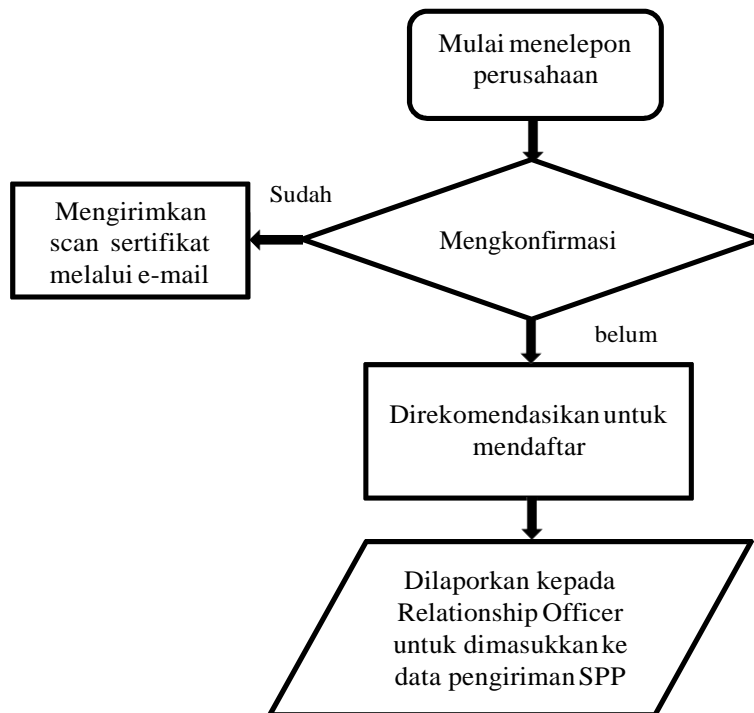 Mulai menelepon
perusahaan
Sudah
Mengirimkan
scan sertifikat
melalui e-mail
Mengkonfirmasi
belum
Direkomendasikan untuk
mendaftar
Dilaporkan kepada
Relationship Officer
untuk dimasukkan ke
data pengiriman SPP